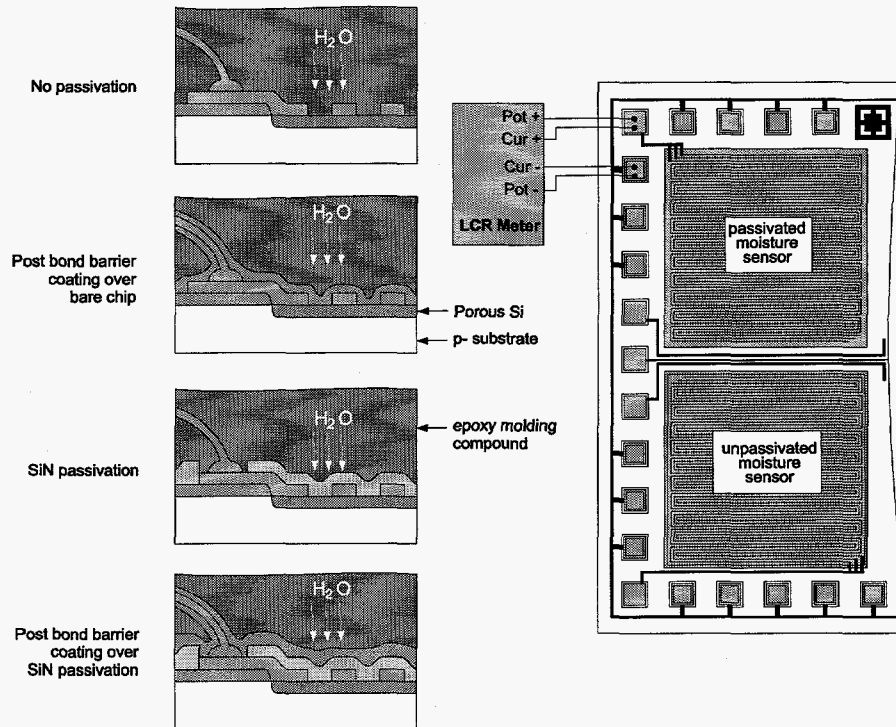 H2O
No passivation
H2O
Post bond barrier
coating over
bare chip
Porous Si
p- substrate
H2O
SiN passivation
epoxy molding
compound
H2O
Post bond barrier
coating over
SiN passivation
Pot +
Cur +
Cur -
Pot -
LCR Meter
passivated
moisture
sensor
unpassivated
moisture
sensor